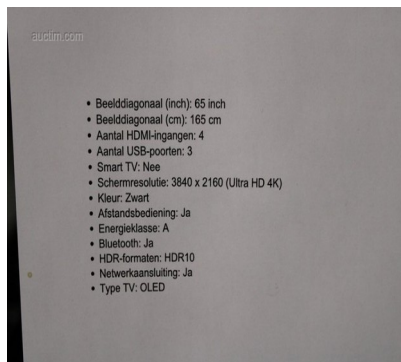 auctim.com
• Beelddiagonaal (inch): 65 inch
• Beelddiagonaal (cm): 165 cm
• Aantal HDMI-ingangen: 4
• Aantal USB-poorten: 3
• Smart TV: Nee
• Schermresolutie: 3840 x 2160 (Ultra HD 4K)
• Kleur: Zwart
• Afstandsbediening: Ja
• Energieklasse: A
• Bluetooth: Ja
• HDR-formaten: HDR10
• Netwerkaansluiting: Ja
• Type TV: OLED